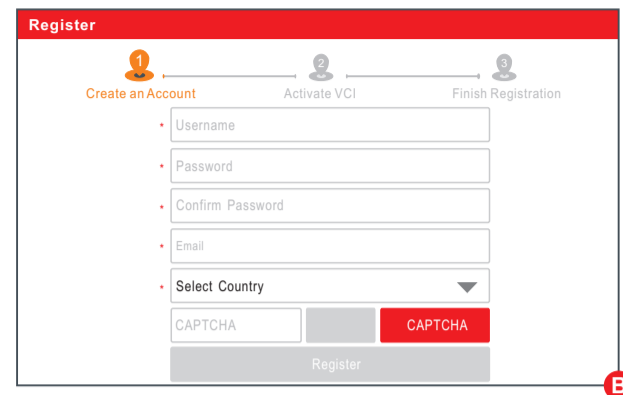 Register
1 2 3
Create an Account Activate VCI Finish Registration
* Username
* Password
* Confirm Password
* Email
* Select Country
CAPTCHA CAPTCHA
Register
B